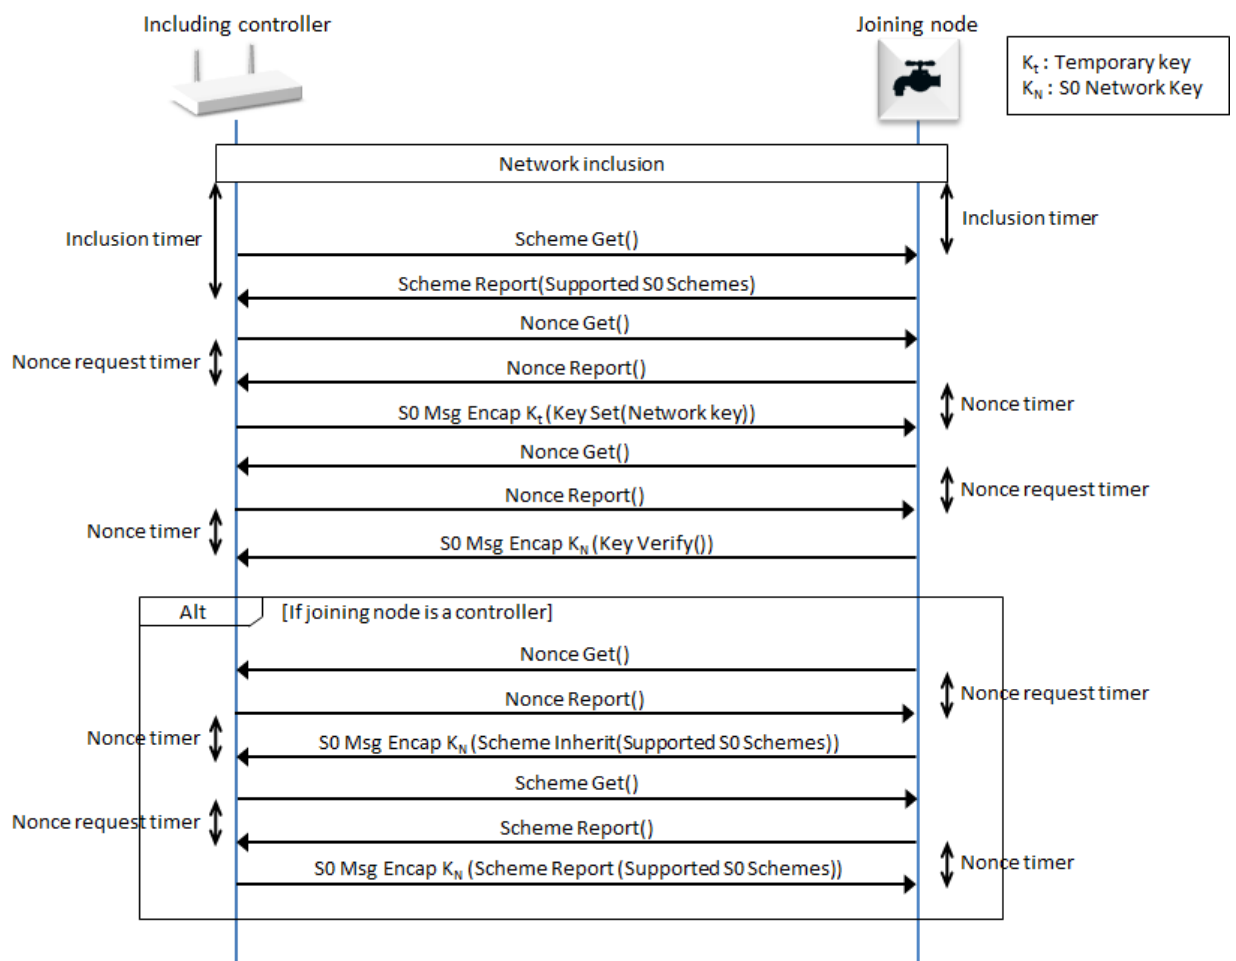 Including controller
Joining node
Kt : Temporary key
KN : S0 Network Key
Network inclusion
Inclusion timer
Inclusion timer
Scheme Get()
Scheme Report(Supported S0 Schemes)
Nonce Get()
Nonce request timer
Nonce Report()
Nonce timer
S0 Msg Encap Kt (Key Set(Network key))
Nonce Get()
Nonce request timer
Nonce Report()
Nonce timer
S0 Msg Encap KN (Key Verify())
Alt
[If joining node is a controller]
Nonce Get()
Nonce request timer
Nonce Report()
Nonce timer
S0 Msg Encap KN (Scheme Inherit(Supported S0 Schemes))
Scheme Get()
Nonce request timer
Scheme Report()
Nonce timer
S0 Msg Encap KN (Scheme Report (Supported S0 Schemes))